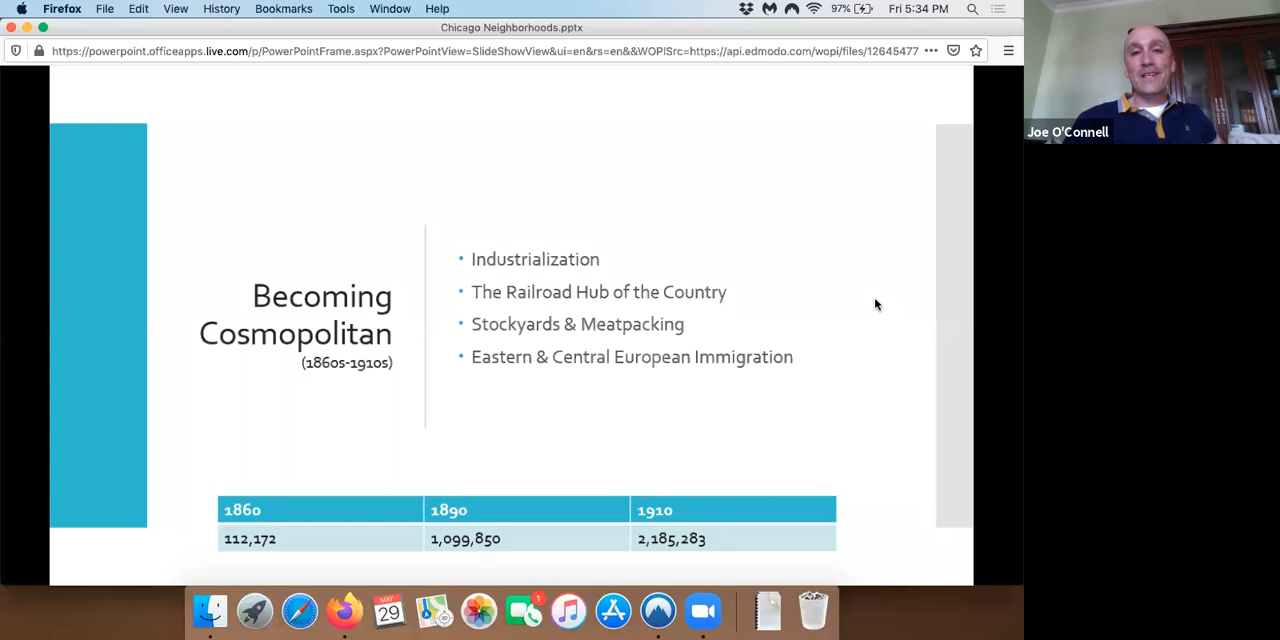 Firefox File Edit View History Bookmarks Tools Window Help 97% Fri 5:34 PM
Chicago Neighborhoods.pptx
https://powerpoint.officeapps.live.com/p/PowerPointFrame.aspx?PowerPointView=SlideShowView&ui=en&rs=en&&WOPISrc=https://api.edmodo.com/wopi/files/12645477
Joe O'Connell
Becoming
Cosmopolitan
(1860s-1910s)
• Industrialization
• The Railroad Hub of the Country
• Stockyards & Meatpacking
• Eastern & Central European Immigration
1860 1890 1910
112,172 1,099,850 2,185,283
MAY
29
1